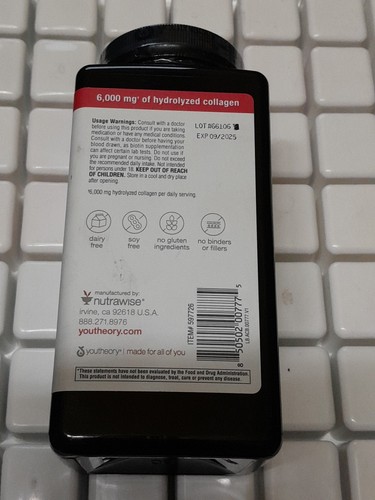 6,000 mg† of hydrolyzed collagen
Usage Warnings: Consult with a doctor
before using this product if you are taking
medication or have any medical conditions.
Consult with a doctor before having your
blood drawn, as biotin supplementation
can affect certain lab tests. Do not use if
you are pregnant or nursing. Do not exceed
the recommended daily intake. Not intended
for persons under 18. KEEP OUT OF REACH
OF CHILDREN. Store in a cool and dry place
after opening.
†6,000 mg hydrolyzed collagen per daily serving
LOT
EXP 09/2025
dairy
free
soy
free
no gluten
ingredients
no binders
or fillers
manufactured by:
nutrawise®
irvine, ca 92618 U.S.A.
888.271.8976
youtheory.com
youtheory® | made for all of you
ITEM# 597726
8 50502 00777 5
*These statements have not been evaluated by the Food and Drug Administration.
This product is not intended to diagnose, treat, cure or prevent any disease.